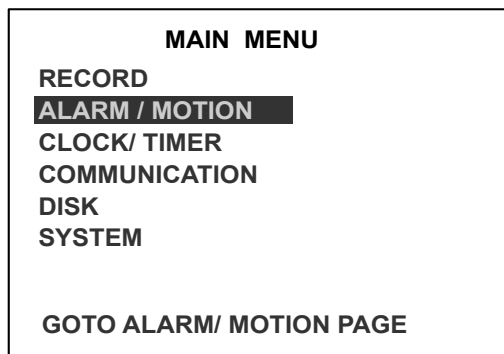 MAIN MENU
RECORD
ALARM / MOTION
CLOCK/ TIMER
COMMUNICATION
DISK
SYSTEM
GOTO ALARM/ MOTION PAGE